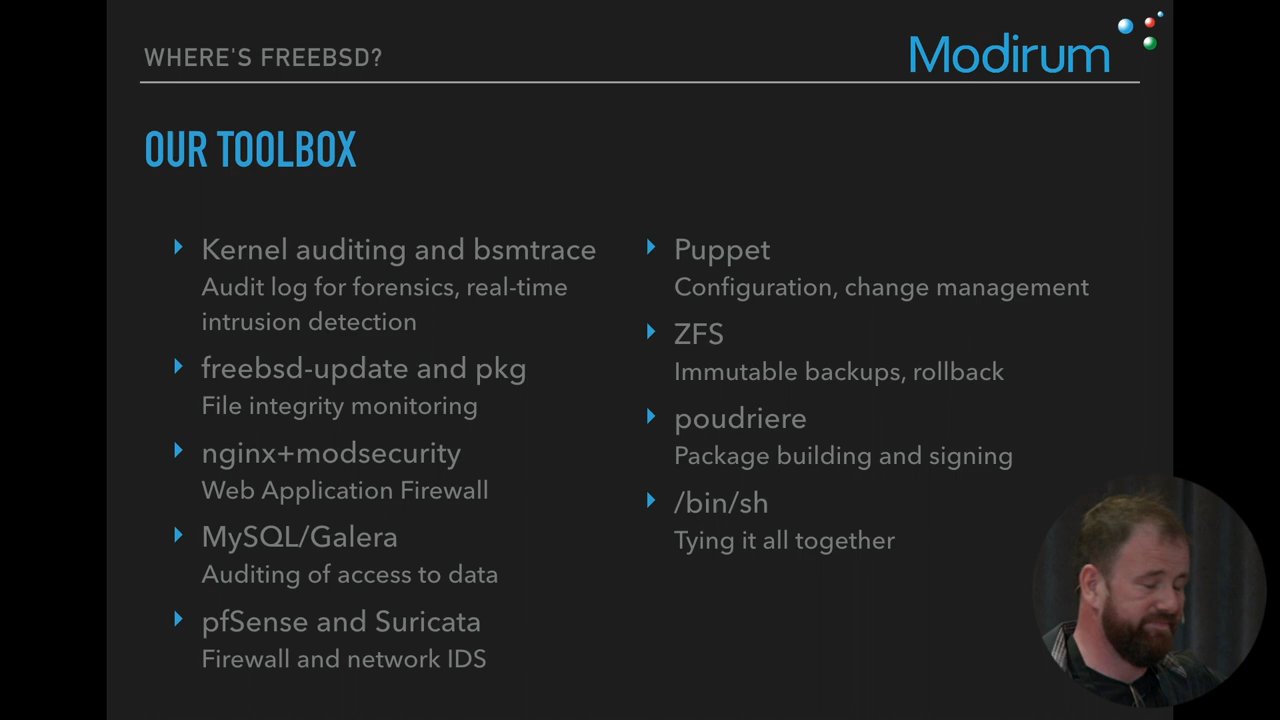 WHERE'S FREEBSD?
Modirum
OUR TOOLBOX
Kernel auditing and bsmtrace
Audit log for forensics, real-time
intrusion detection
freebsd-update and pkg
File integrity monitoring
nginx+modsecurity
Web Application Firewall
MySQL/Galera
Auditing of access to data
pfSense and Suricata
Firewall and network IDS
Puppet
Configuration, change management
ZFS
Immutable backups, rollback
poudriere
Package building and signing
/bin/sh
Tying it all together